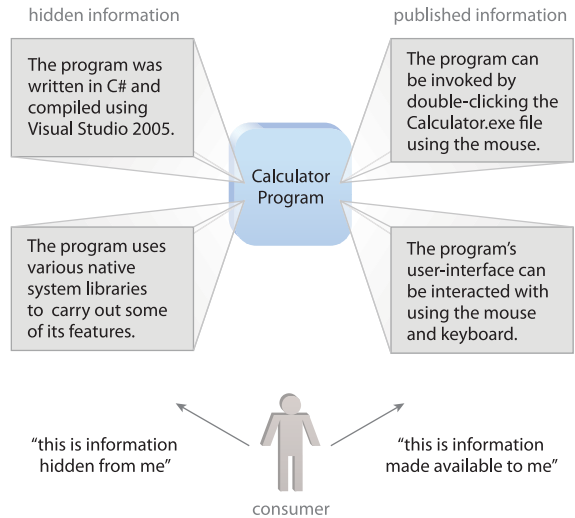 hidden information
published information
The program was
written in C# and
compiled using
Visual Studio 2005.
The program can
be invoked by
double-clicking the
Calculator.exe file
using the mouse.
Calculator
Program
The program uses
various native
system libraries
to carry out some
of its features.
The program's
user-interface can
be interacted with
using the mouse
and keyboard.
“this is information
hidden from me”
“this is information
made available to me”
consumer